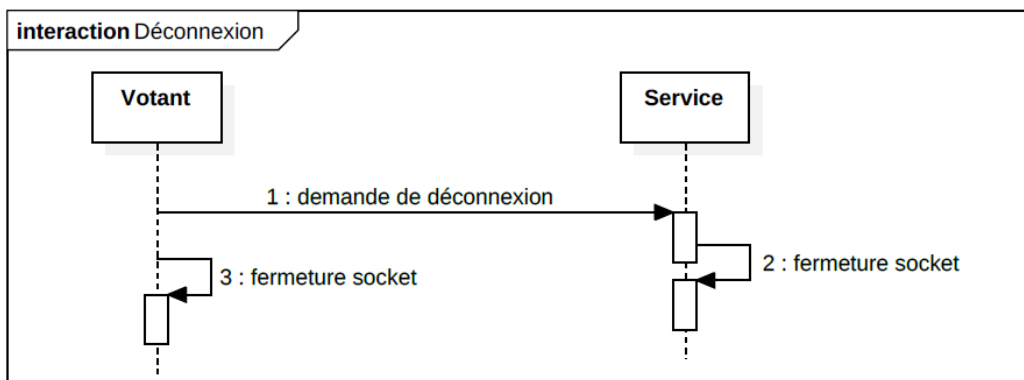 interaction Déconnexion
Votant
Service
1 : demande de déconnexion
2 : fermeture socket
3 : fermeture socket